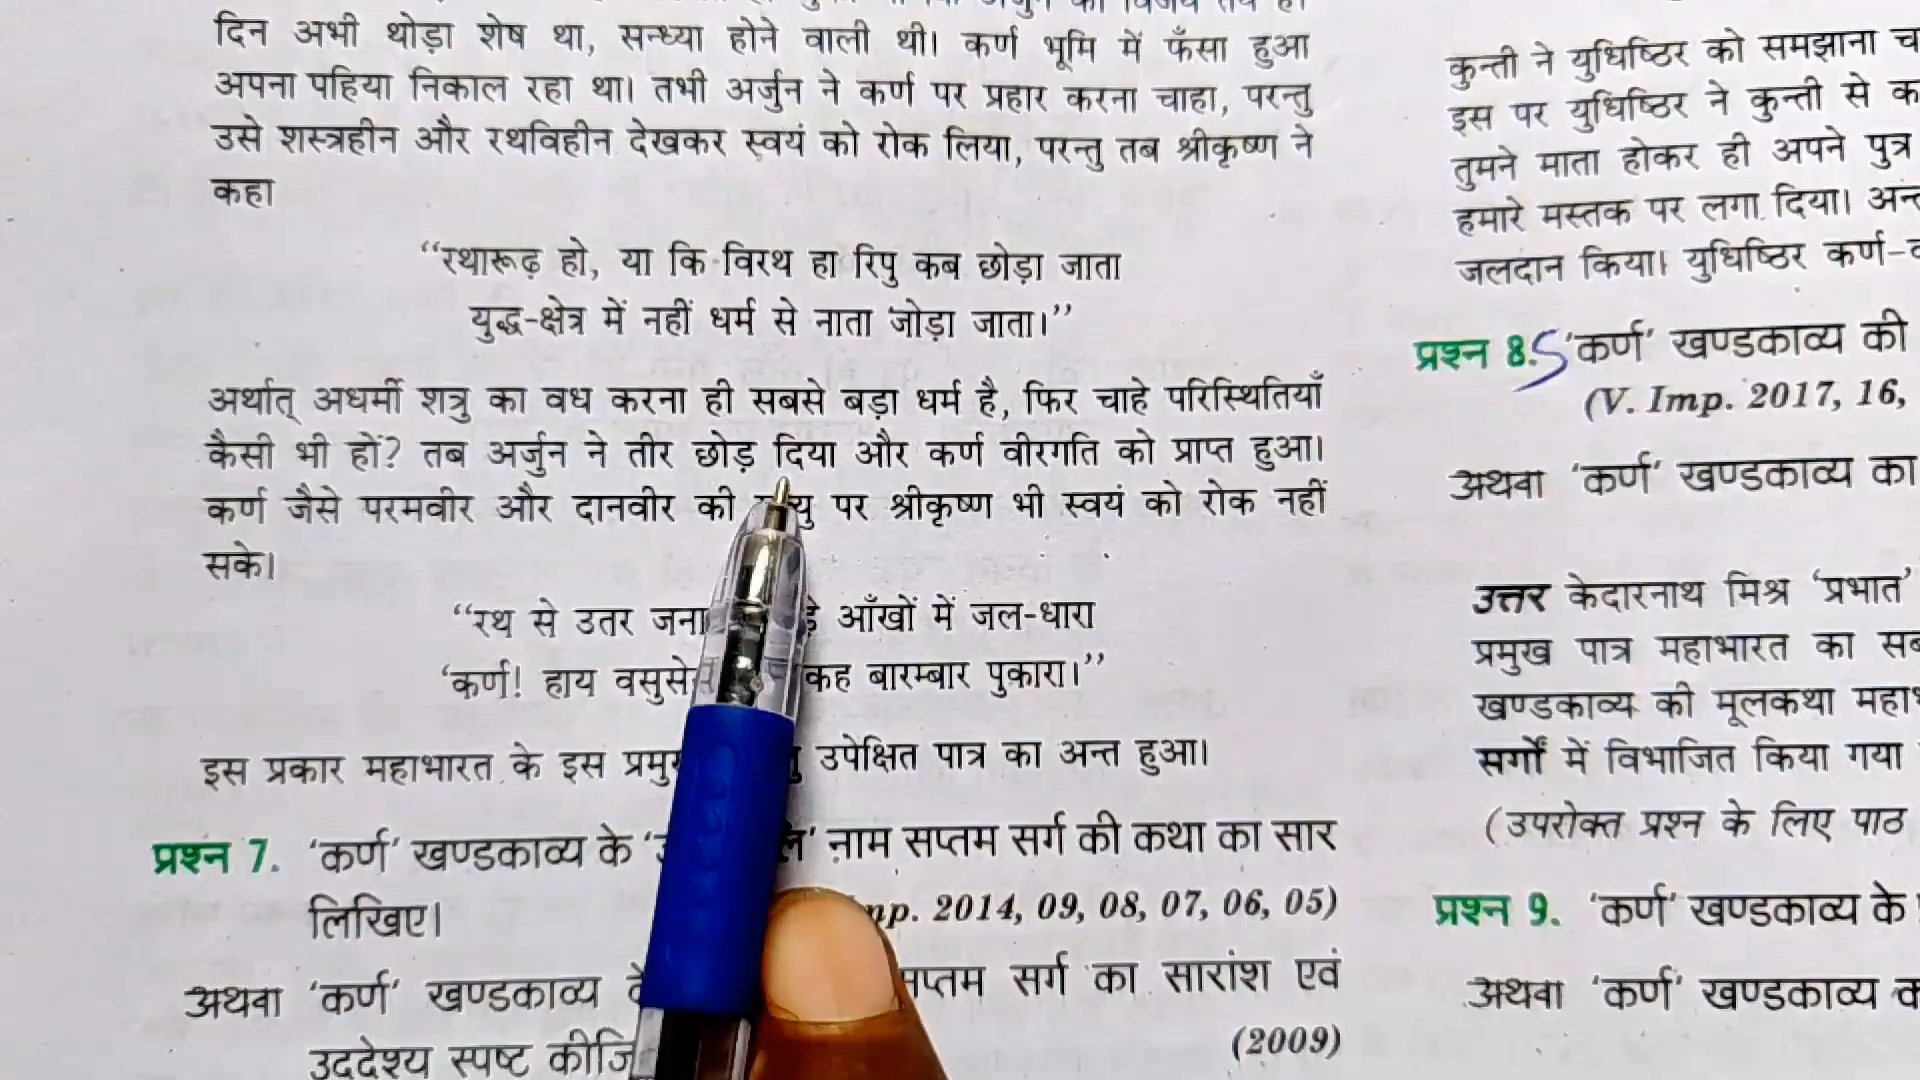 दिन अभी थोड़ा शेष था, सन्ध्या होने वाली थी। कर्ण भूमि में फँसा हुआ
अपना पहिया निकाल रहा था। तभी अर्जुन ने कर्ण पर प्रहार करना चाहा, परन्तु
उसे शस्त्रहीन और रथविहीन देखकर स्वयं को रोक लिया, परन्तु तब श्रीकृष्ण ने
कहा
“रथारूढ़ हो, या कि विरथ हा रिपु कब छोड़ा जाता
युद्ध-क्षेत्र में नहीं धर्म से नाता जोड़ा जाता।”
अर्थात् अधर्मी शत्रु का वध करना ही सबसे बड़ा धर्म है, फिर चाहे परिस्थितियाँ
कैसी भी हों? तब अर्जुन ने तीर छोड़ दिया और कर्ण वीरगति को प्राप्त हुआ।
कर्ण जैसे परमवीर और दानवीर की पर श्रीकृष्ण भी स्वयं को रोक नहीं
सके।
“रथ से उतर आँखों में जल-धारा
‘कर्ण! हाय कह बारम्बार पुकारा।”
इस प्रकार महाभारत के इस उपेक्षित पात्र का अन्त हुआ।
प्रश्न 7. ‘कर्ण’ खण्डकाव्य के नाम सप्तम सर्ग की कथा का सार
लिखिए। 2014, 09, 08, 07, 06, 05)
अथवा ‘कर्ण’ खण्डकाव्य सप्तम सर्ग का सारांश एवं
उद्देश्य स्पष्ट (2009)
कुन्ती ने युधिष्ठिर को समझाना
इस पर युधिष्ठिर ने कुन्ती से
तुमने माता होकर ही अपने पुत्र
हमारे मस्तक पर लगा दिया।
जलदान किया। युधिष्ठिर
प्रश्न 8. ‘कर्ण’ खण्डकाव्य की
(V. Imp. 2017, 16,
अथवा ‘कर्ण’ खण्डकाव्य का
उत्तर केदारनाथ मिश्र ‘प्रभात’
प्रमुख पात्र महाभारत का
खण्डकाव्य की मूलकथा
सर्गों में विभाजित किया गया
(उपरोक्त प्रश्न के लिए पाठ
प्रश्न 9. ‘कर्ण’ खण्डकाव्य के
अथवा ‘कर्ण’ खण्डकाव्य